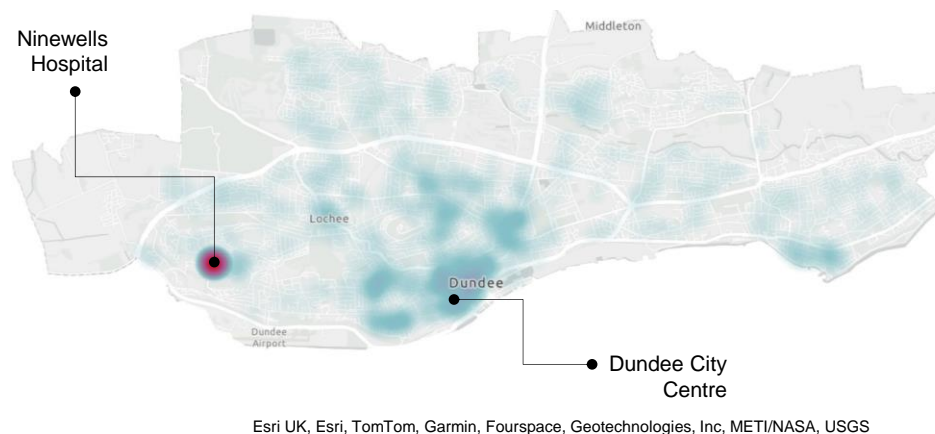 Middleton
Ninewells
Hospital
Lochee
Dundee
Dundee
Airport
Dundee City
Centre
Esri UK, Esri, TomTom, Garmin, Fourspace, Geotechnologies, Inc, METI/NASA, USGS